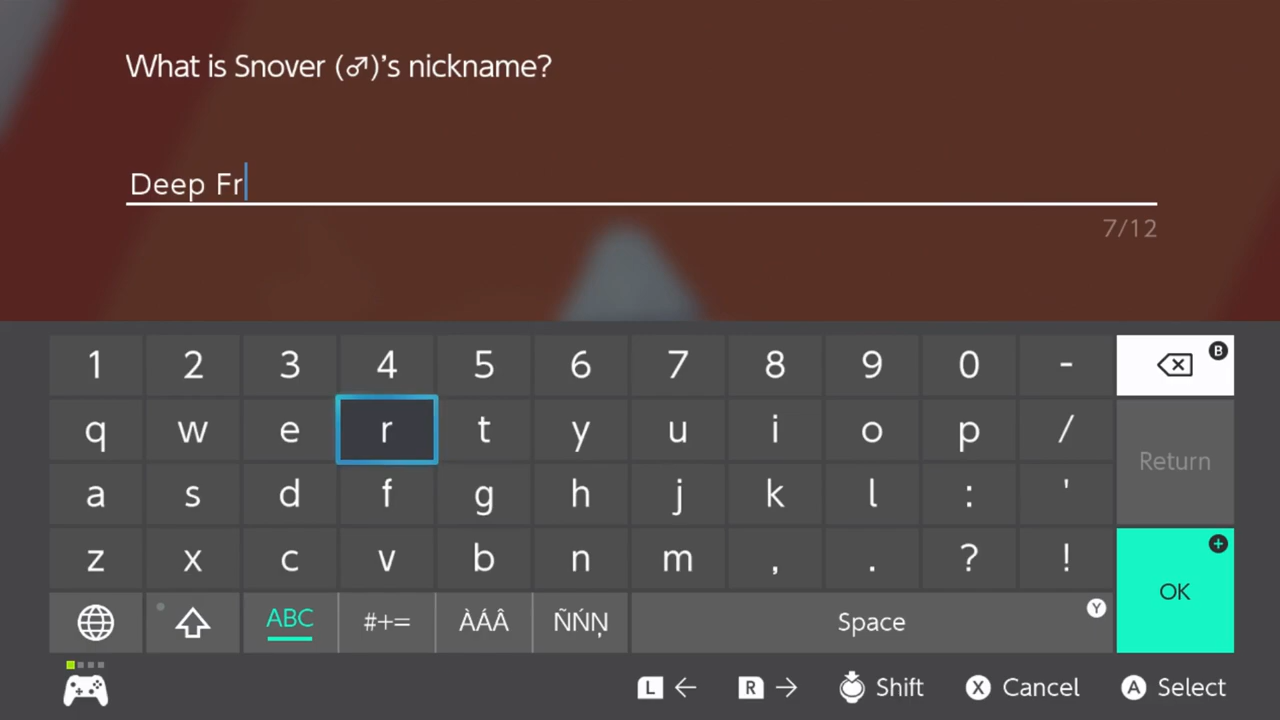 What is Snover (♂)'s nickname?
Deep Fr
7/12
1 2 3 4 5 6 7 8 9 0 - B
q w e r t y u i o p /
Return
a s d f g h j k l : '
z x c v b n m , . ? ! +
OK
ABC #+= ÀÁÂ ÑŃŅ Space Y
L ← R → Shift X Cancel A Select